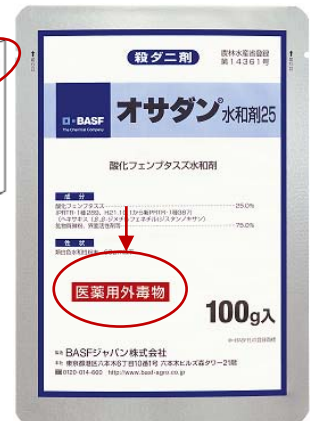 殺ダニ剤
農林水産省登録
第14361号
BASF
The Chemical Company
オサダン水和剤25
酸化フェンブタスズ水和剤
成分
酸化フェンブタスズ 25.0%
鉱物質微粉、界面活性剤等 75.0%
性状
医薬用外毒物
100g入
BASFジャパン株式会社
東京都港区六本木6丁目10番1号 六本木ヒルズ森タワー21階
0120-014-660 http://www.basf-agro.co.jp